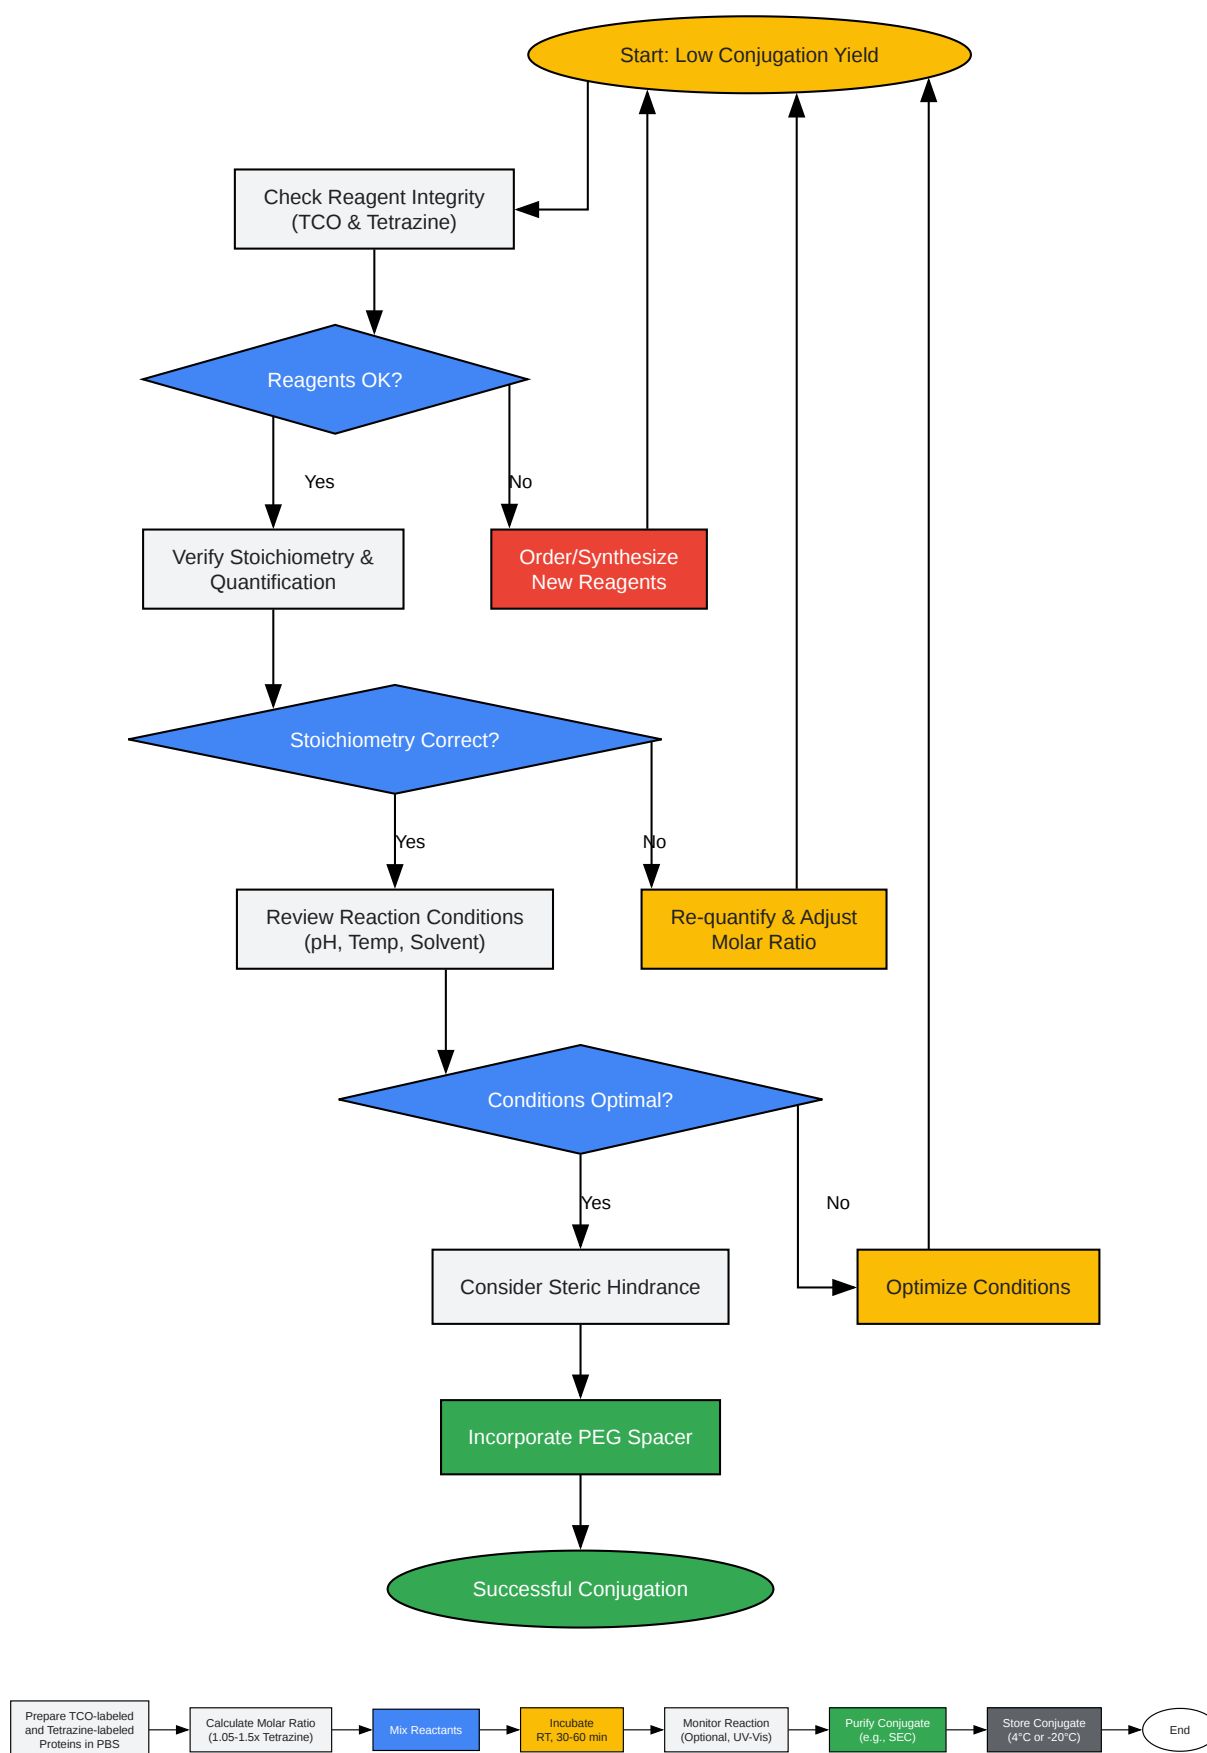 Start: Low Conjugation Yield
Check Reagent Integrity
(TCO & Tetrazine)
Reagents OK?
Yes
No
Verify Stoichiometry &
Quantification
Order/Synthesize
New Reagents
Stoichiometry Correct?
Yes
No
Review Reaction Conditions
(pH, Temp, Solvent)
Re-quantify & Adjust
Molar Ratio
Conditions Optimal?
Yes
No
Consider Steric Hindrance
Optimize Conditions
Incorporate PEG Spacer
Successful Conjugation
Prepare TCO-labeled
and Tetrazine-labeled
Proteins in PBS
Calculate Molar Ratio
(1.05-1.5x Tetrazine)
Mix Reactants
Incubate
RT, 30-60 min
Monitor Reaction
(Optional, UV-Vis)
Purify Conjugate
(e.g., SEC)
Store Conjugate
(4°C or -20°C)
End